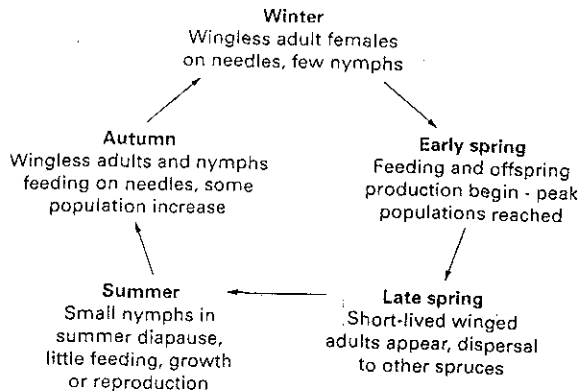 Winter
Wingless adult females
on needles, few nymphs
Early spring
Feeding and offspring
production begin - peak
populations reached
Late spring
Short-lived winged
adults appear, dispersal
to other spruces
Summer
Small nymphs in
summer diapause,
little feeding, growth
or reproduction
Autumn
Wingless adults and nymphs
feeding on needles, some
population increase